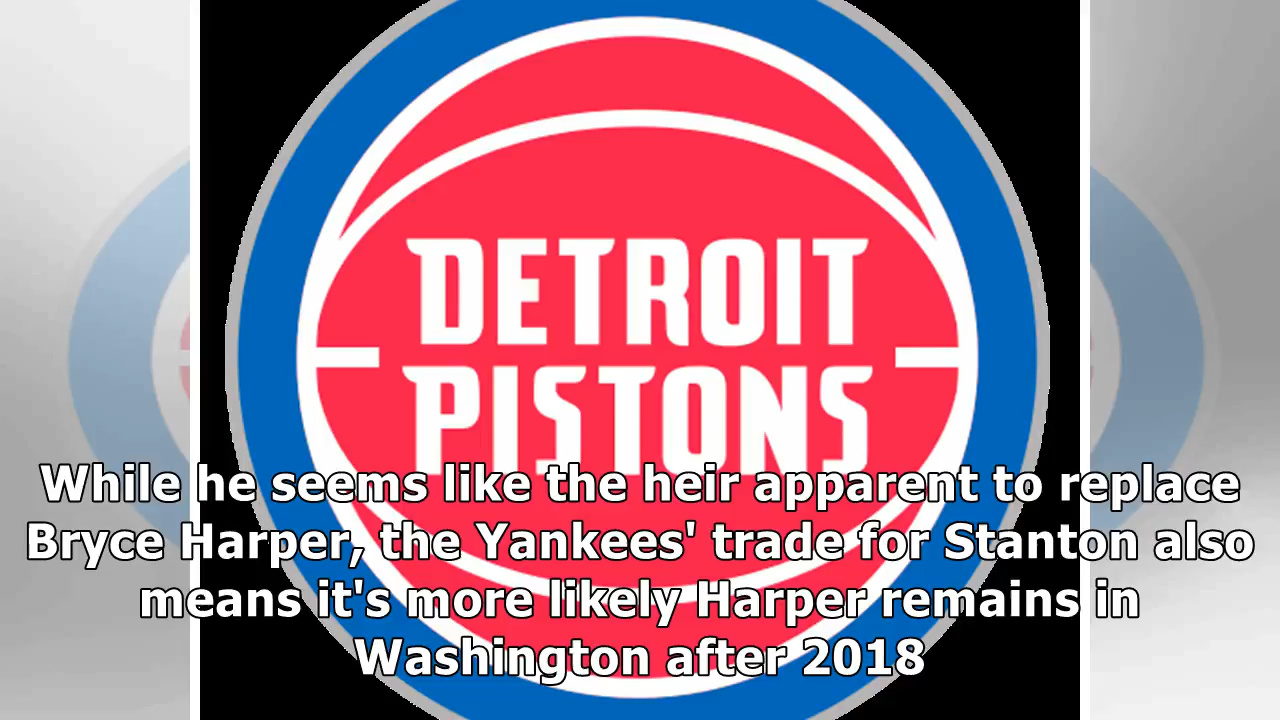 DETROIT
PISTONS
While he seems like the heir apparent to replace
Bryce Harper, the Yankees' trade for Stanton also
means it's more likely Harper remains in
Washington after 2018